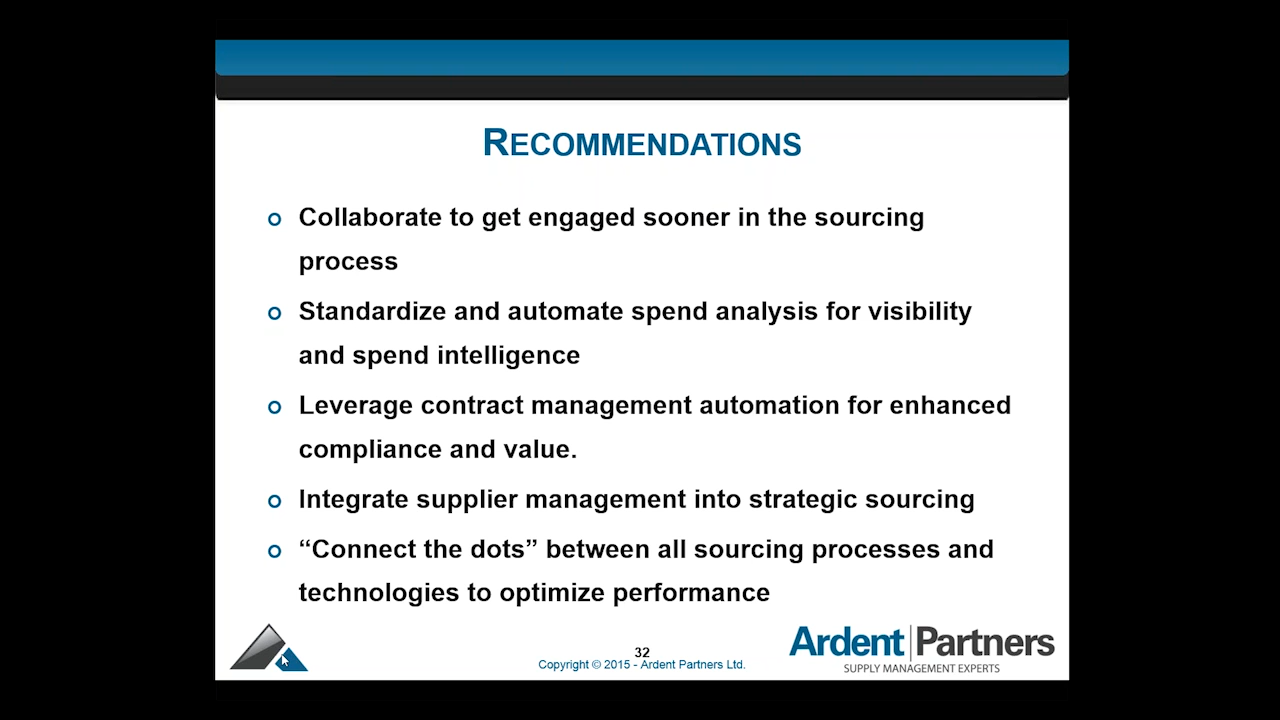 RECOMMENDATIONS
Collaborate to get engaged sooner in the sourcing
process
Standardize and automate spend analysis for visibility
and spend intelligence
Leverage contract management automation for enhanced
compliance and value.
Integrate supplier management into strategic sourcing
“Connect the dots” between all sourcing processes and
technologies to optimize performance
32
Copyright © 2015 - Ardent Partners Ltd.
Ardent Partners
SUPPLY MANAGEMENT EXPERTS